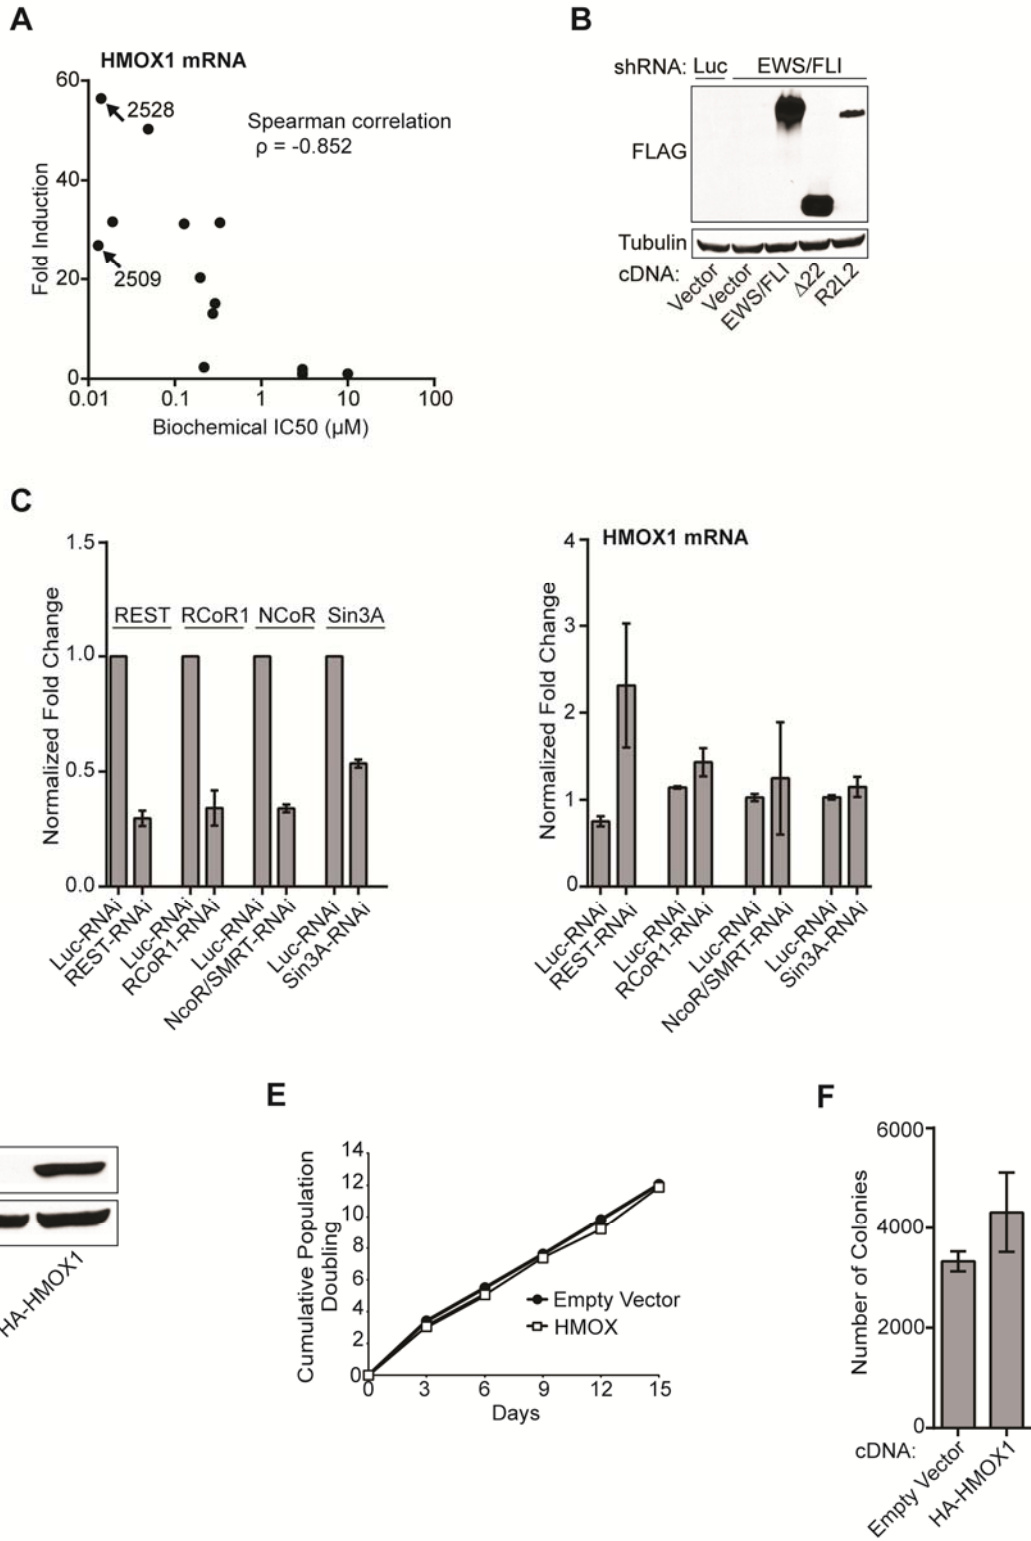 A
HMOX1 mRNA
60
40
20
0
Fold Induction
2528
2509
Spearman correlation
ρ = -0.852
0.01 0.1 1 10 100
Biochemical IC50 (µM)
B
shRNA: Luc EWS/FLI
FLAG
Tubulin
cDNA:
Vector
Vector
EWS/FLI
Δ22
R2L2
C
1.5
1.0
0.5
0.0
Normalized Fold Change
REST RCoR1 NCoR Sin3A
Luc-RNAi
REST-RNAi
Luc-RNAi
RCoR1-RNAi
Luc-RNAi
NcoR/SMRT-RNAi
Luc-RNAi
Sin3A-RNAi
HMOX1 mRNA
4
3
2
1
0
Normalized Fold Change
Luc-RNAi
REST-RNAi
Luc-RNAi
RCoR1-RNAi
Luc-RNAi
NcoR/SMRT-RNAi
Luc-RNAi
Sin3A-RNAi
HA-HMOX1
E
14
12
10
8
6
4
2
0
Cumulative Population
Doubling
Empty Vector
HMOX
0 3 6 9 12 15
Days
F
6000
4000
2000
0
Number of Colonies
cDNA:
Empty Vector
HA-HMOX1